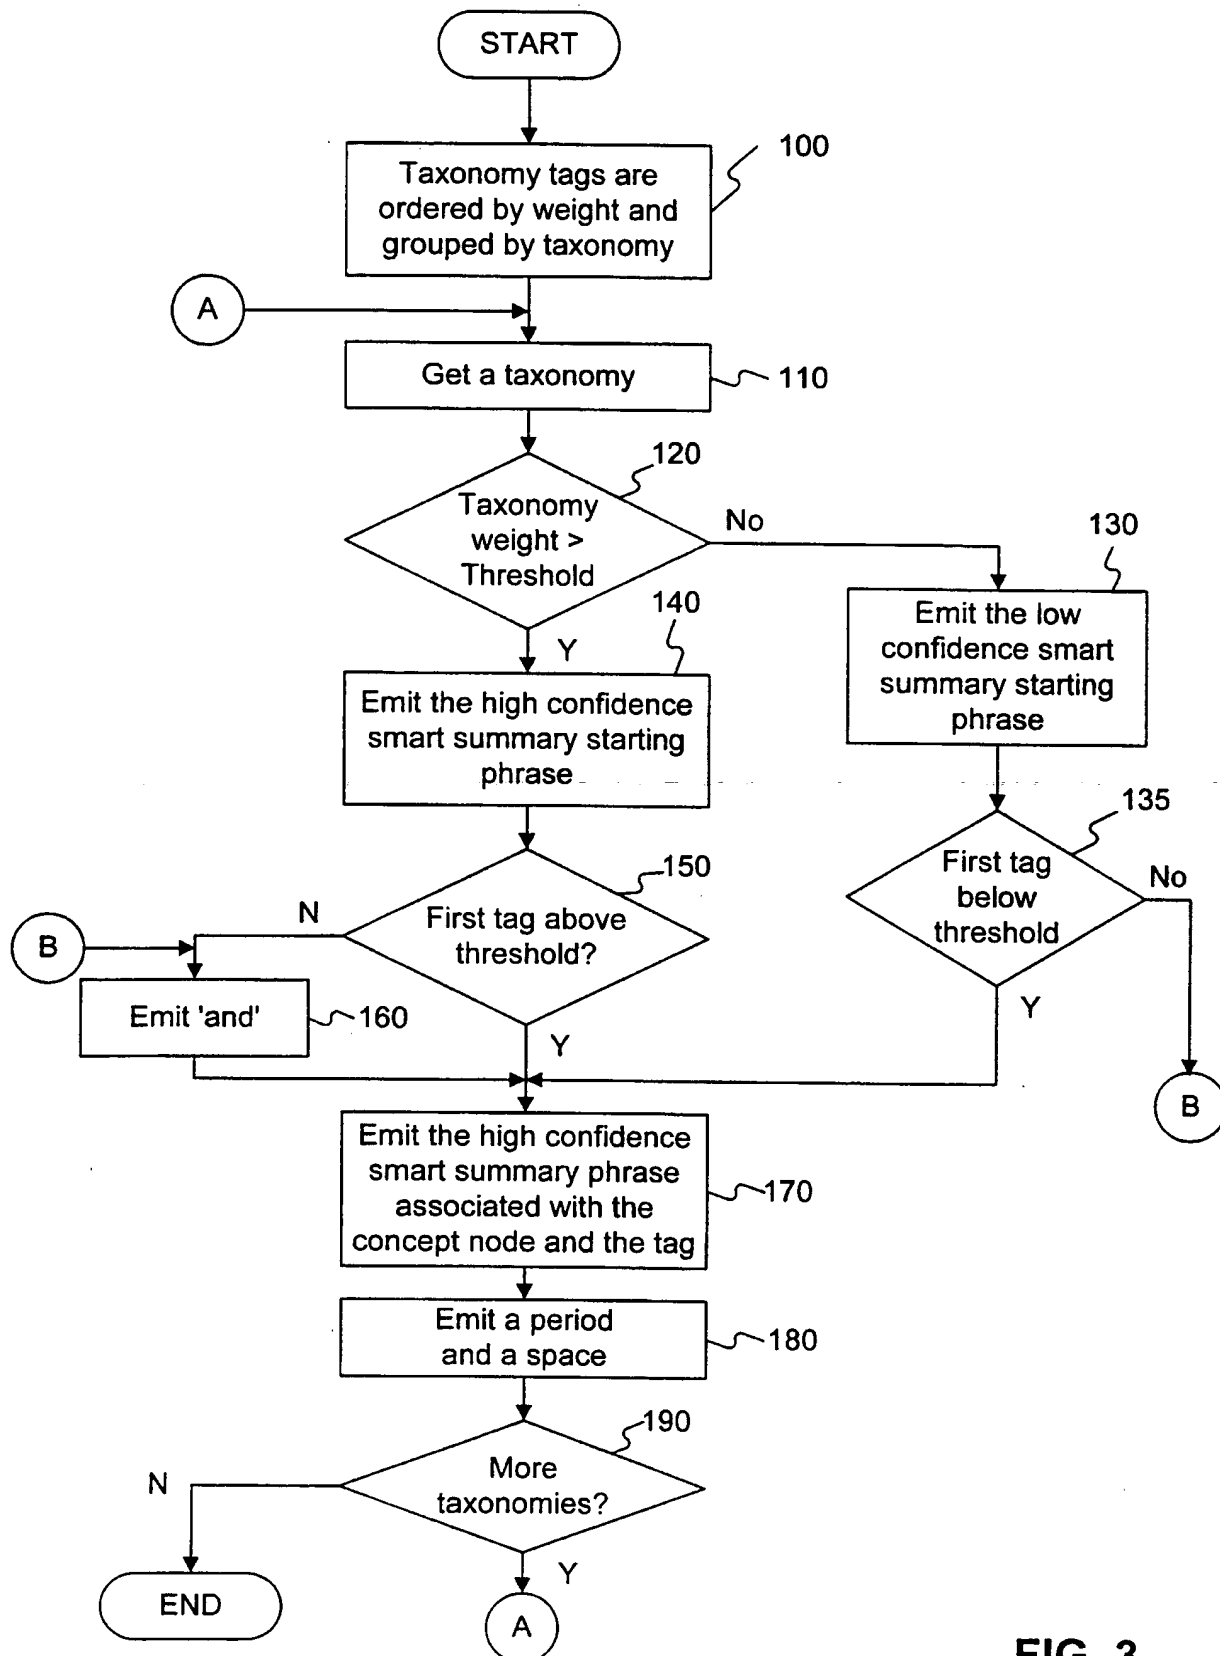 START
100
Taxonomy tags are
ordered by weight and
grouped by taxonomy
A
Get a taxonomy
110
120
Taxonomy
weight >
Threshold
No
130
Emit the low
confidence smart
summary starting
phrase
140
Y
Emit the high confidence
smart summary starting
phrase
135
First tag
below
threshold
No
150
First tag above
threshold?
N
B
Emit 'and'
160
Y
Y
B
Emit the high confidence
smart summary phrase
associated with the
concept node and the tag
170
Emit a period
and a space
180
190
More
taxonomies?
N
Y
END
A
FIG. 3